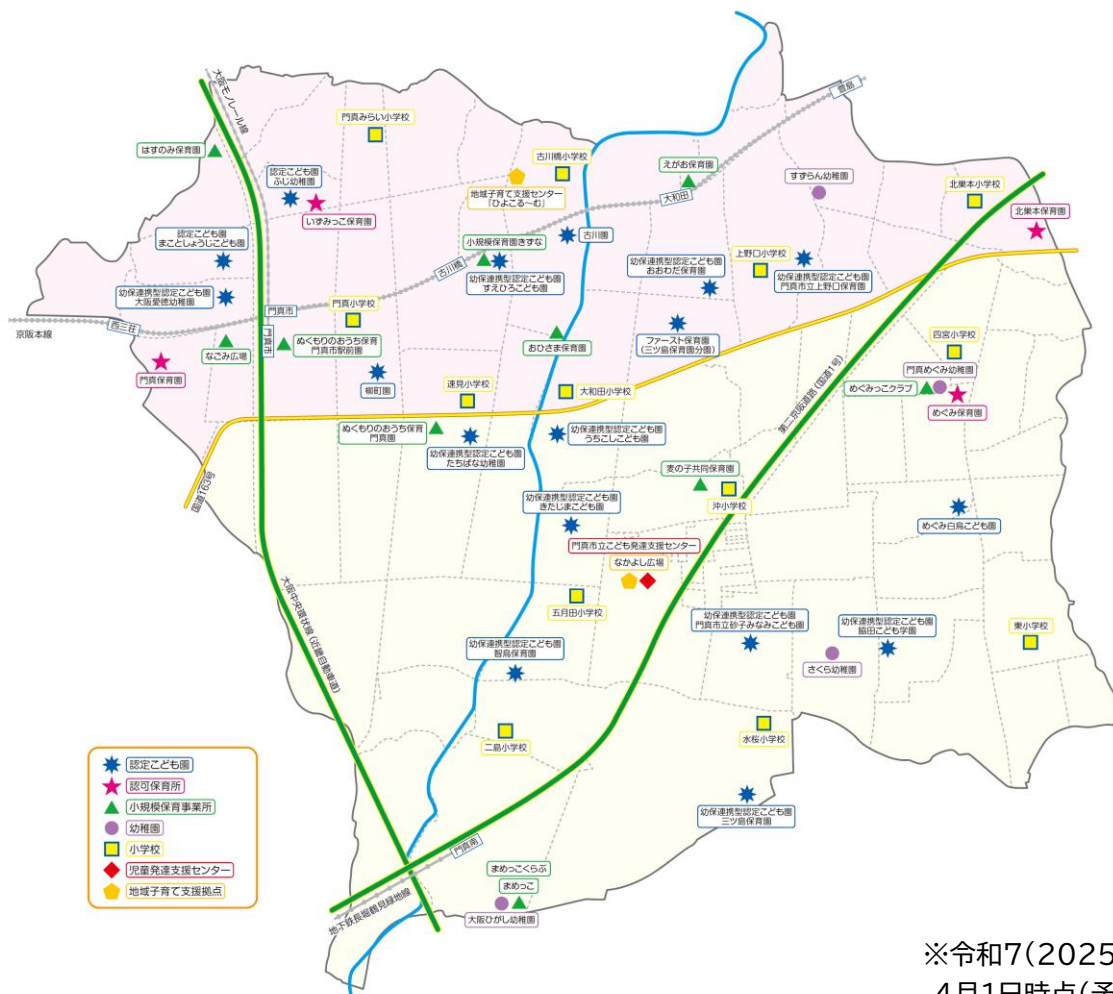 大阪モノレール線
萱島
門真みらい小学校
はすのみ保育園
古川橋小学校
えがお保育園
すずらん幼稚園
北巣本小学校
認定こども園
ふじ幼稚園
地域子育て支援センター
「ひよこる～む」
大和田
いずみっこ保育園
北巣本保育園
認定こども園
まことしょうじこども園
小規模保育園きずな
古川園
上野口小学校
古川橋
幼保連携型認定こども園
おおわだ保育園
幼保連携型認定こども園
すえひろこども園
幼保連携型認定こども園
門真市立上野口保育園
幼保連携型認定こども園
大阪愛徳幼稚園
門真市
門真小学校
京阪本線
西三荘
門真市
ぬくもりのおうち保育
門真市駅前園
なごみ広場
おひさま保育園
ファースト保育園
(三ツ島保育園分園)
四宮小学校
門真保育園
柳町園
速見小学校
大和田小学校
第二京阪道路(国道1号)
門真めぐみ幼稚園
めぐみっこクラブ
めぐみ保育園
ぬくもりのおうち保育
門真園
幼保連携型認定こども園
たちばな幼稚園
幼保連携型認定こども園
うちこしこども園
国道163号
麦の子共同保育園
沖小学校
幼保連携型認定こども園
きたじまこども園
めぐみ白鳥こども園
門真市立こども発達支援センター
なかよし広場
大阪中央環状線(近畿自動車道)
五月田小学校
幼保連携型認定こども園
門真市立砂子みなみこども園
幼保連携型認定こども園
脇田こども学園
東小学校
幼保連携型認定こども園
智鳥保育園
さくら幼稚園
二島小学校
水桜小学校
認定こども園
認可保育所
小規模保育事業所
幼稚園
小学校
児童発達支援センター
地域子育て支援拠点
幼保連携型認定こども園
三ツ島保育園
門真南
地下鉄長堀鶴見緑地線
まめっこくらぶ
まめっこ
大阪ひがし幼稚園
※令和7(2025
4月1日時点(予